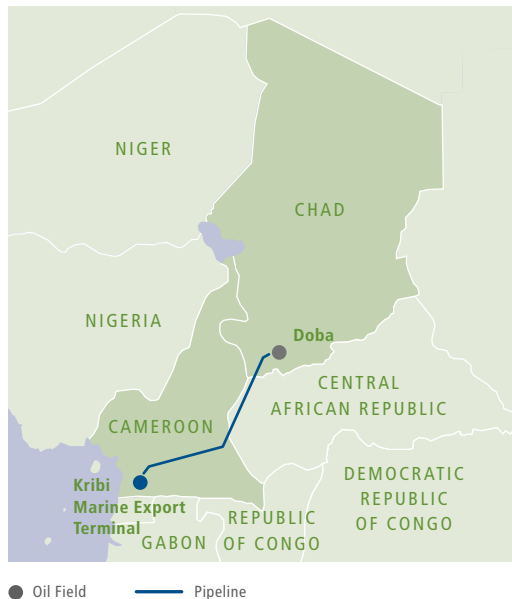 NIGER
CHAD
NIGERIA
Doba
CENTRAL
AFRICAN REPUBLIC
CAMEROON
Kribi
Marine Export
Terminal
DEMOCRATIC
REPUBLIC
OF CONGO
REPUBLIC
OF CONGO
GABON
Oil Field
Pipeline